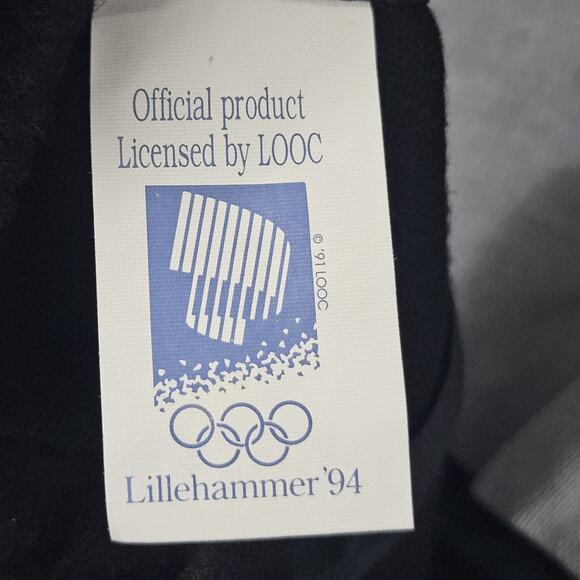 Official product
Licensed by LOOC
© '91 LOOC
Lillehammer '94